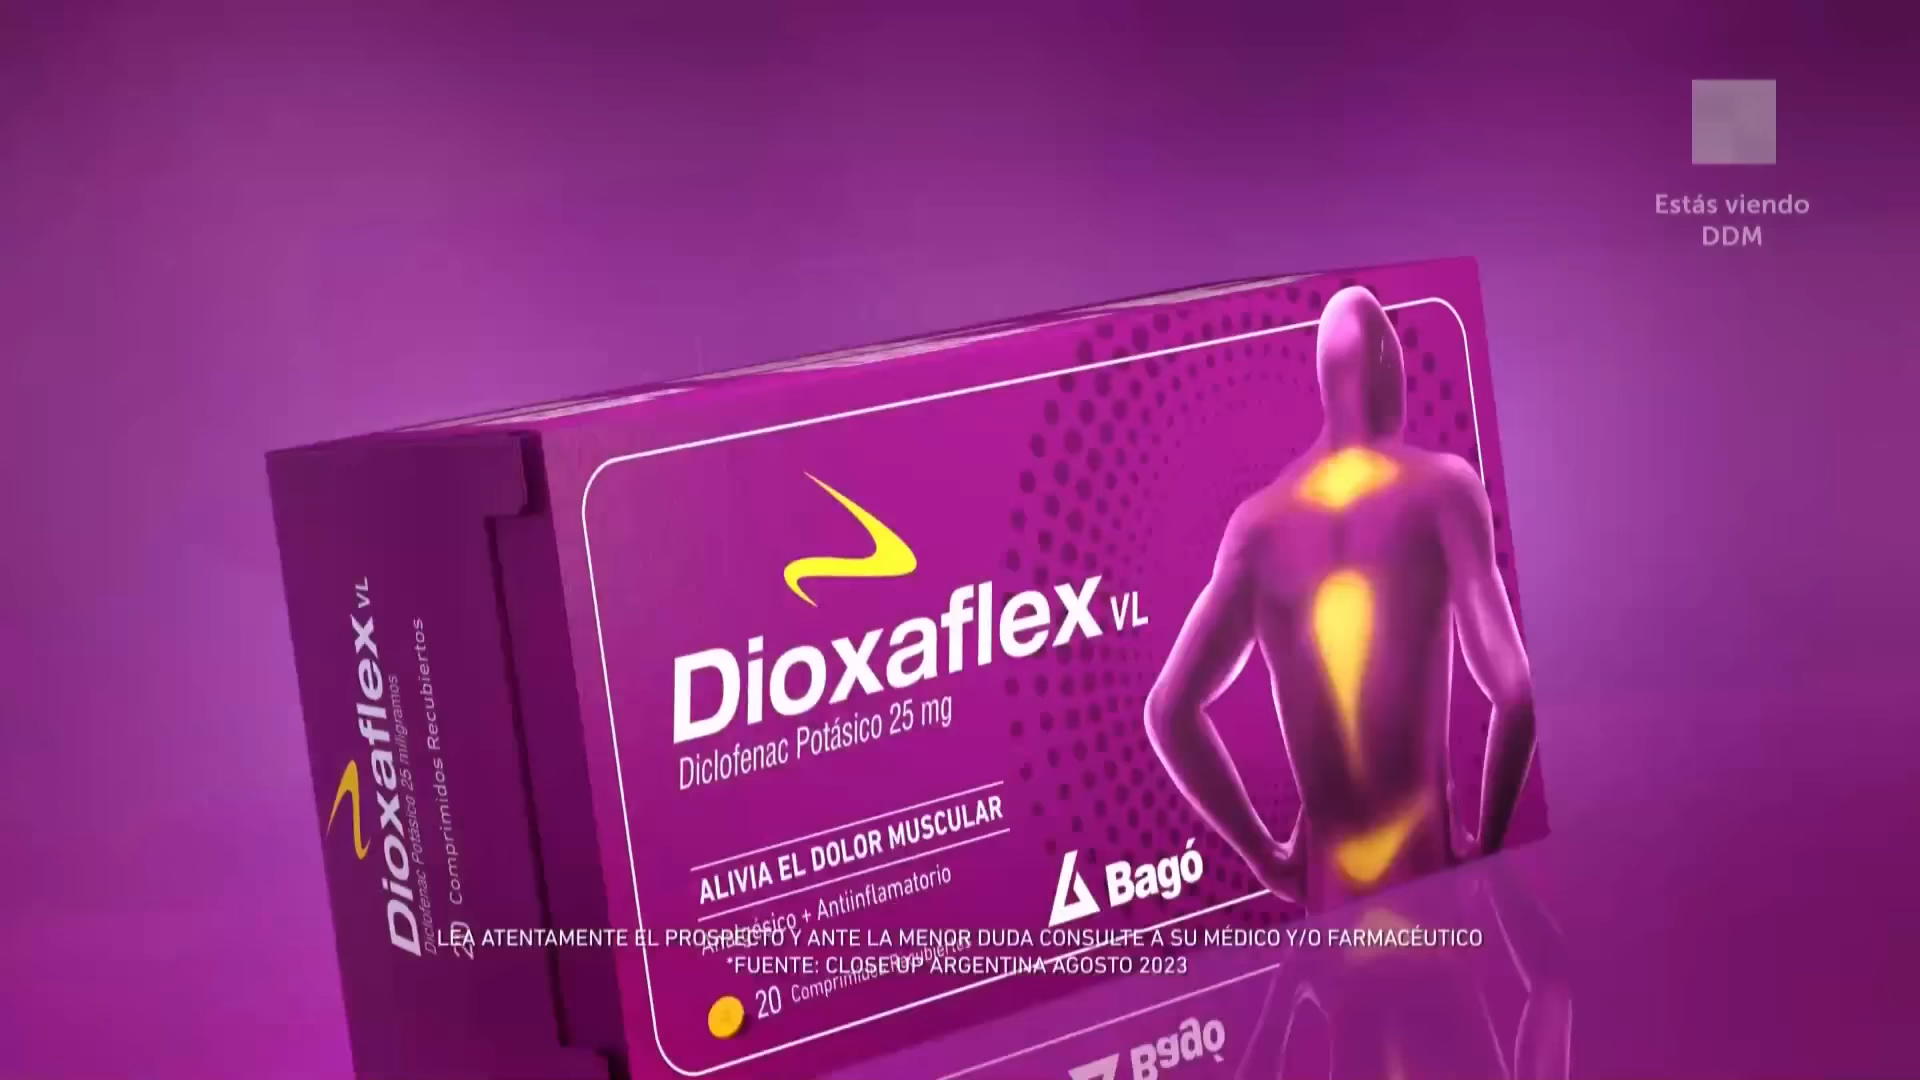 Estás viendo
DDM
Dioxaflex VL
Diclofenac Potásico 25 mg
ALIVIA EL DOLOR MUSCULAR
Analgésico + Antiinflamatorio
20 Comprimidos Recubiertos
Bagó
Dioxaflex VL
Diclofenac Potásico 25 miligramos
20 Comprimidos Recubiertos
LEA ATENTAMENTE EL PROSPECTO Y ANTE LA MENOR DUDA CONSULTE A SU MÉDICO Y/O FARMACÉUTICO
*FUENTE: CLOSE UP ARGENTINA AGOSTO 2023
Bagó